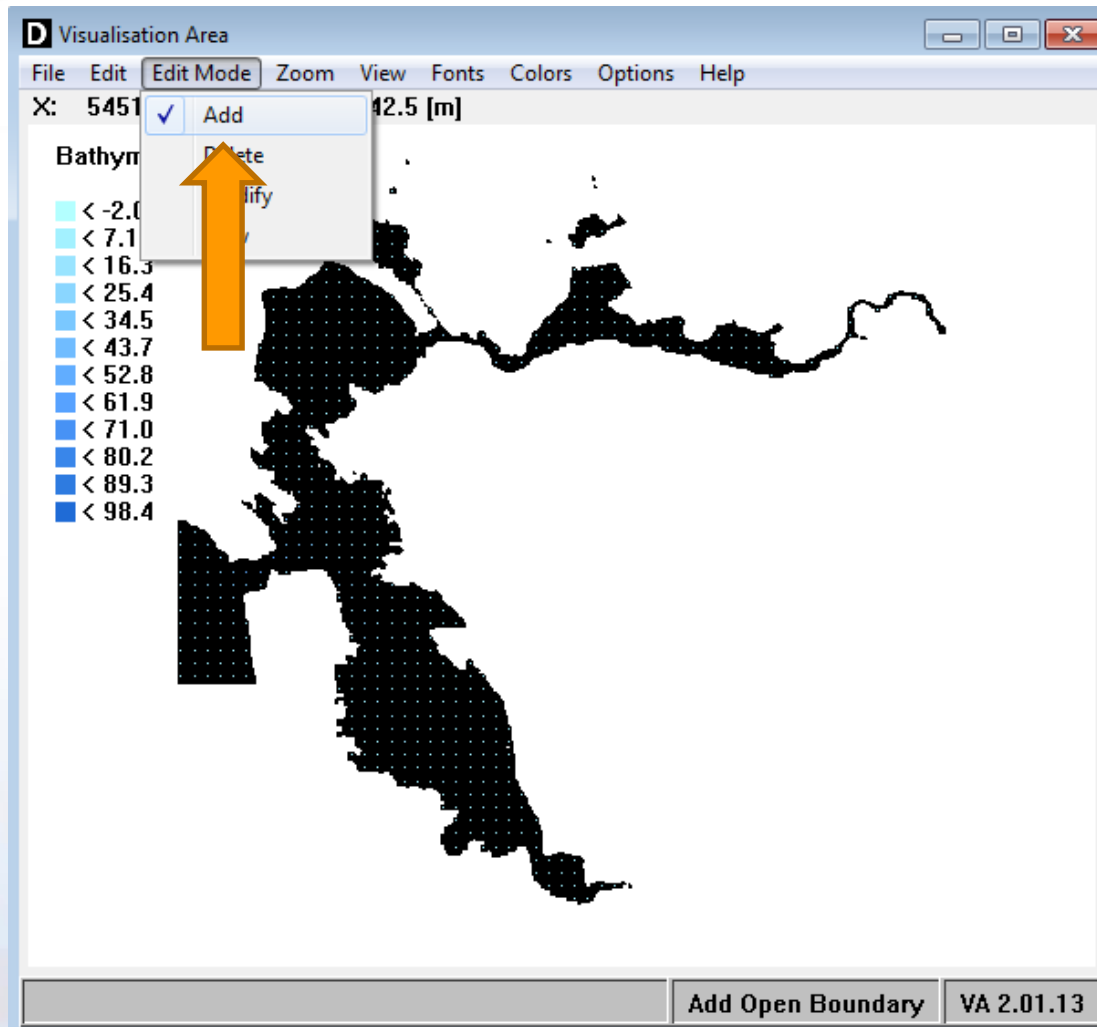 D Visualisation Area
File Edit Edit Mode Zoom View Fonts Colors Options Help
X: 5451 42.5 [m]
Add
Bathym
< -2.0
< 7.1
< 16.3
< 25.4
< 34.5
< 43.7
< 52.8
< 61.9
< 71.0
< 80.2
< 89.3
< 98.4
Add Open Boundary VA 2.01.13